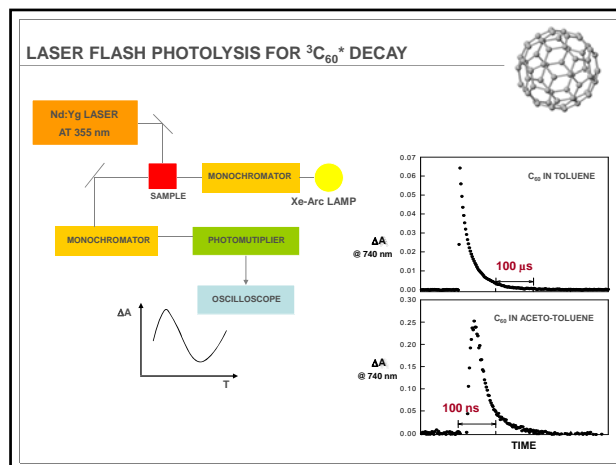 LASER FLASH PHOTOLYSIS FOR ³C₆₀* DECAY
Nd:Yg LASER
AT 355 nm
SAMPLE
MONOCHROMATOR
Xe-Arc LAMP
MONOCHROMATOR
PHOTOMUTIPLIER
OSCILLOSCOPE
ΔA
T
0.07
0.06
0.05
0.04
0.03
0.02
0.01
0.00
C₆₀ IN TOLUENE
ΔA
@ 740 nm
100 µs
0.30
0.25
0.20
0.15
0.10
0.05
0.00
C₆₀ IN ACETO-TOLUENE
ΔA
@ 740 nm
100 ns
TIME